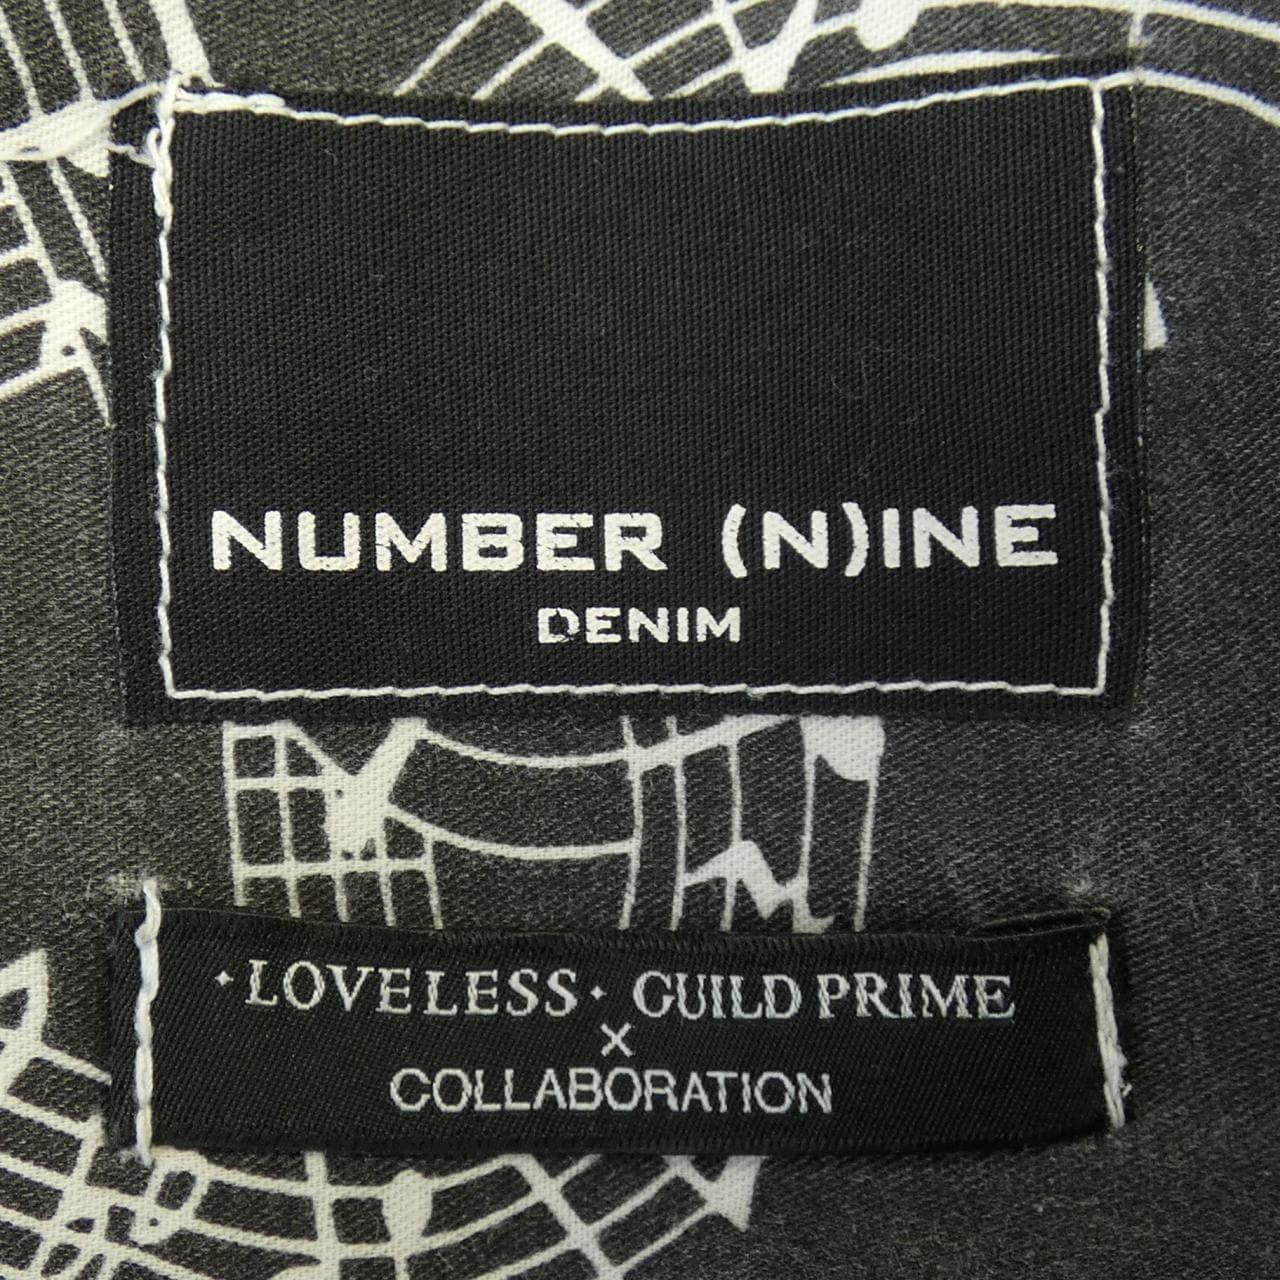 NUMBER (N)INE
DENIM
·LOVELESS· GUILD PRIME
×
COLLABORATION